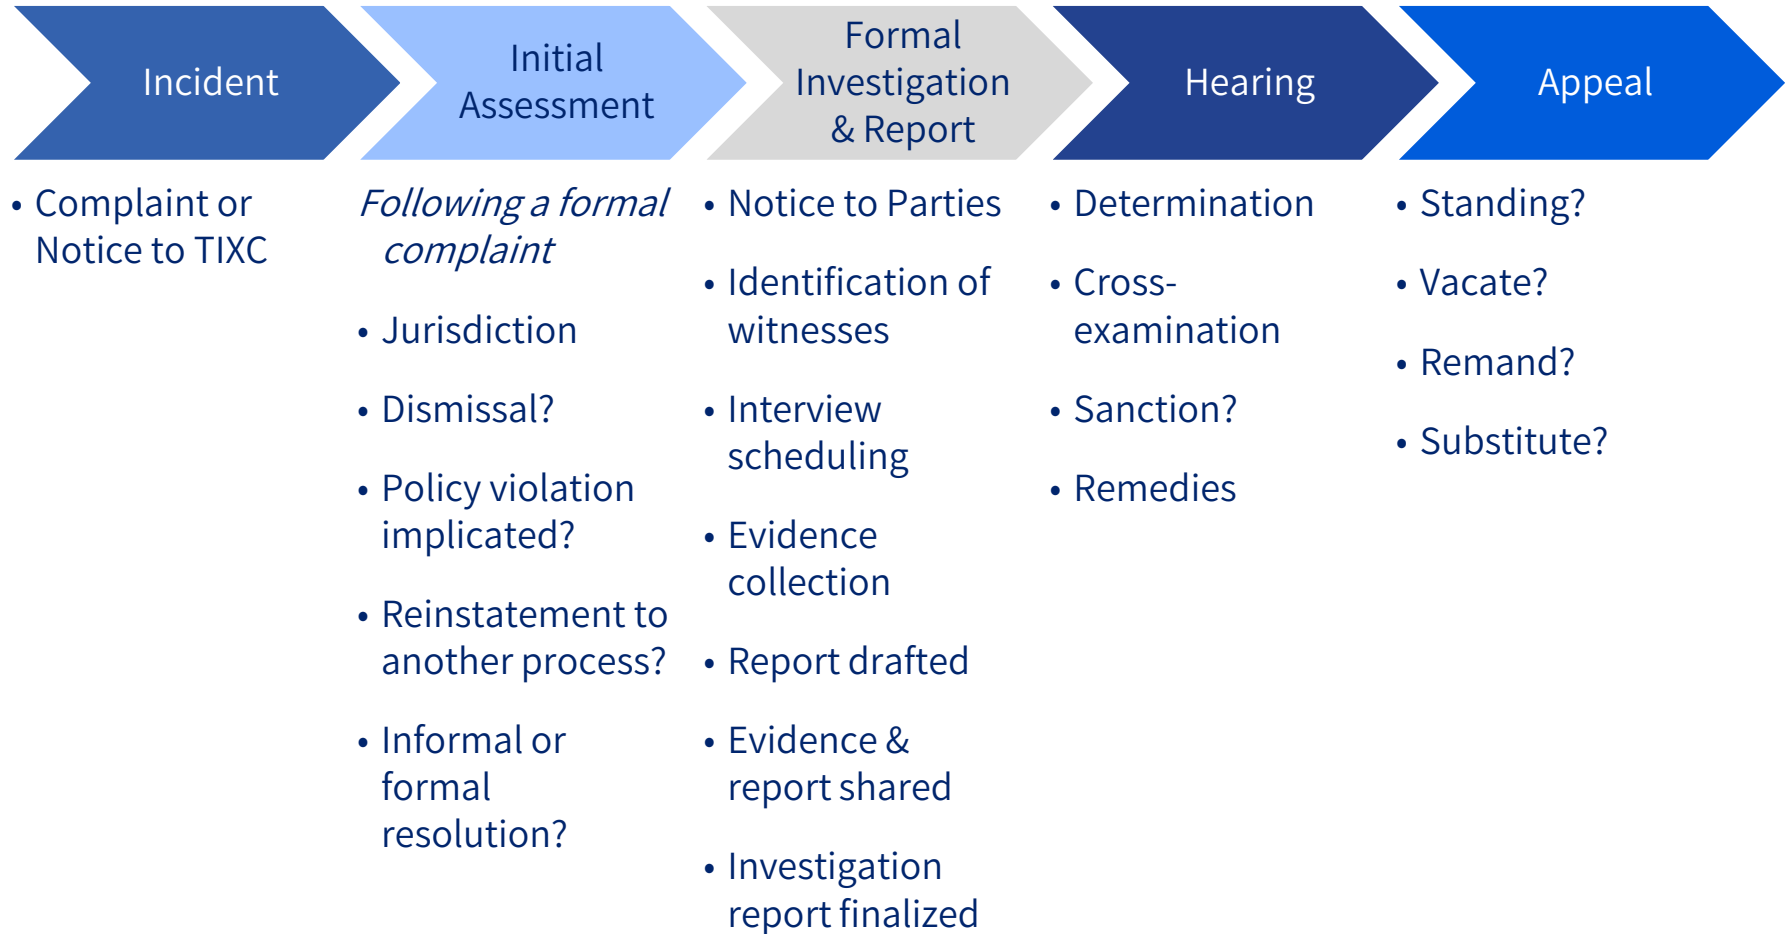 Incident
Initial
Assessment
Formal
Investigation
& Report
Hearing
Appeal
• Complaint or
Notice to TIXC
Following a formal
complaint
• Jurisdiction
• Dismissal?
• Policy violation
implicated?
• Reinstatement to
another process?
• Informal or
formal
resolution?
• Notice to Parties
• Identification of
witnesses
• Interview
scheduling
• Evidence
collection
• Report drafted
• Evidence &
report shared
• Investigation
report finalized
• Determination
• Cross-
examination
• Sanction?
• Remedies
• Standing?
• Vacate?
• Remand?
• Substitute?